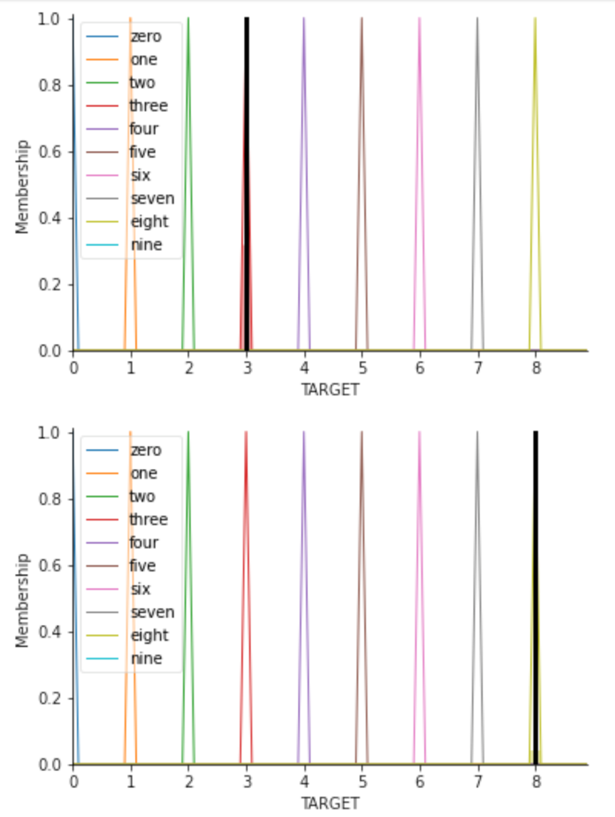 1.0
0.8
0.6
0.4
0.2
0.0
Membership
zero
one
two
three
four
five
six
seven
eight
nine
0 1 2 3 4 5 6 7 8
TARGET
1.0
0.8
0.6
0.4
0.2
0.0
Membership
zero
one
two
three
four
five
six
seven
eight
nine
0 1 2 3 4 5 6 7 8
TARGET